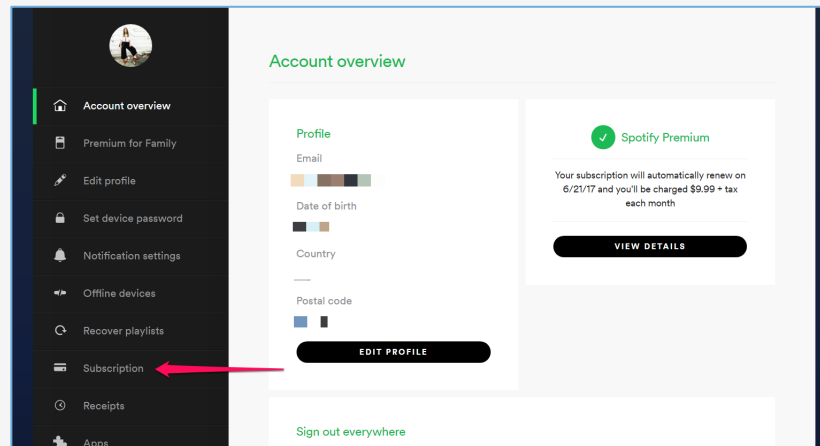 Account overview
Premium for Family
Edit profile
Set device password
Notification settings
Offline devices
Recover playlists
Subscription
Receipts
Apps
Account overview
Profile
Email
Date of birth
Country
Postal code
EDIT PROFILE
Spotify Premium
Your subscription will automatically renew on
6/21/17 and you'll be charged $9.99 + tax
each month
VIEW DETAILS
Sign out everywhere